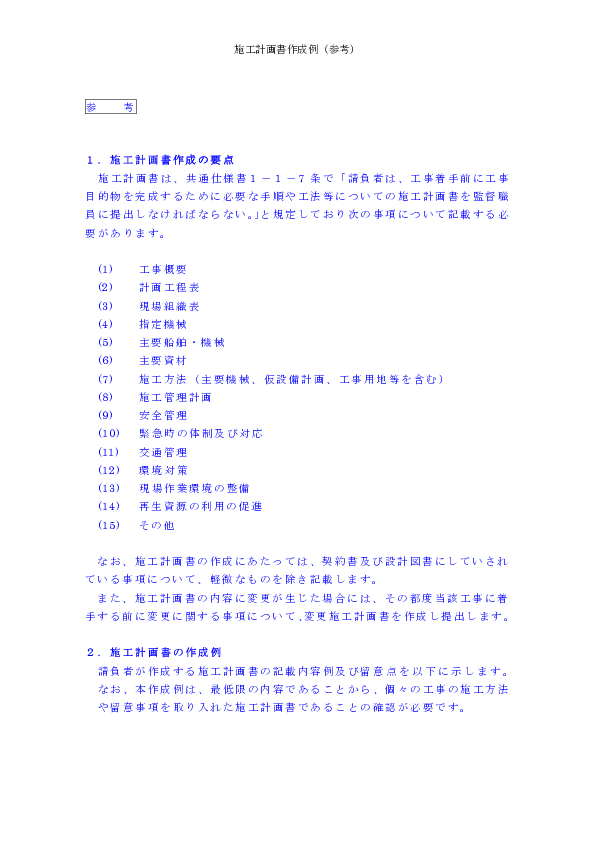 施工計画書作成例（参考）
参　　考
１．施工計画書作成の要点
施工計画書は、共通仕様書１－１－７条で「請負者は、工事着手前に工事
目的物を完成するために必要な手順や工法等についての施工計画書を監督職
員に提出しなければならない。」と規定しており次の事項について記載する必
要があります。
(1)　工事概要
(2)　計画工程表
(3)　現場組織表
(4)　指定機械
(5)　主要船舶・機械
(6)　主要資材
(7)　施工方法（主要機械、仮設備計画、工事用地等を含む）
(8)　施工管理計画
(9)　安全管理
(10)　緊急時の体制及び対応
(11)　交通管理
(12)　環境対策
(13)　現場作業環境の整備
(14)　再生資源の利用の促進
(15)　その他
なお、施工計画書の作成にあたっては、契約書及び設計図書にしていされ
ている事項について、軽微なものを除き記載します。
また、施工計画書の内容に変更が生じた場合には、その都度当該工事に着
手する前に変更に関する事項について、変更施工計画書を作成し提出します。
２．施工計画書の作成例
請負者が作成する施工計画書の記載内容例及び留意点を以下に示します。
なお、本作成例は、最低限の内容であることから、個々の工事の施工方法
や留意事項を取り入れた施工計画書であることの確認が必要です。